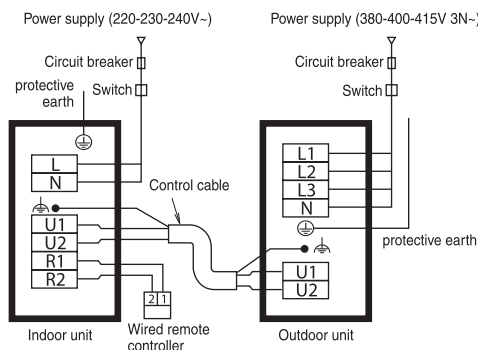 Power supply (220-230-240V~)
Power supply (380-400-415V 3N~)
Circuit breaker
Circuit breaker
protective
earth
Switch
Switch
L
N
U1
U2
R1
R2
Control cable
2 1
L1
L2
L3
N
protective earth
U1
U2
Indoor unit
Wired remote
controller
Outdoor unit